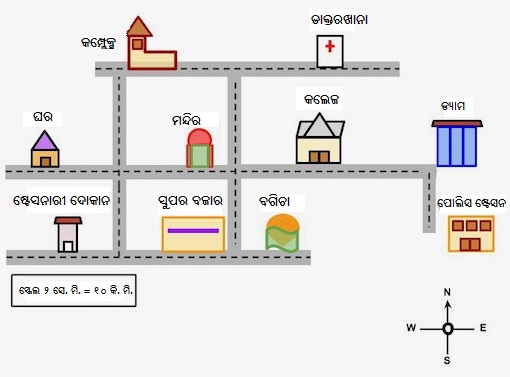 ଡାକ୍ତରଖାନା
କମ୍ପ୍ଲେକ୍ସ
କଲେଜ
ଡ୍ୟାମ
ଘର
ମନ୍ଦିର
ଷ୍ଟେସନାରୀ ଦୋକାନ
ସୁପର ବଜାର
ବଗିଚା
ପୋଲିସ ଷ୍ଟେସନ
ସ୍କେଲ ୨ ସେ. ମି. = ୧୦ କି. ମି.
N
W E
S